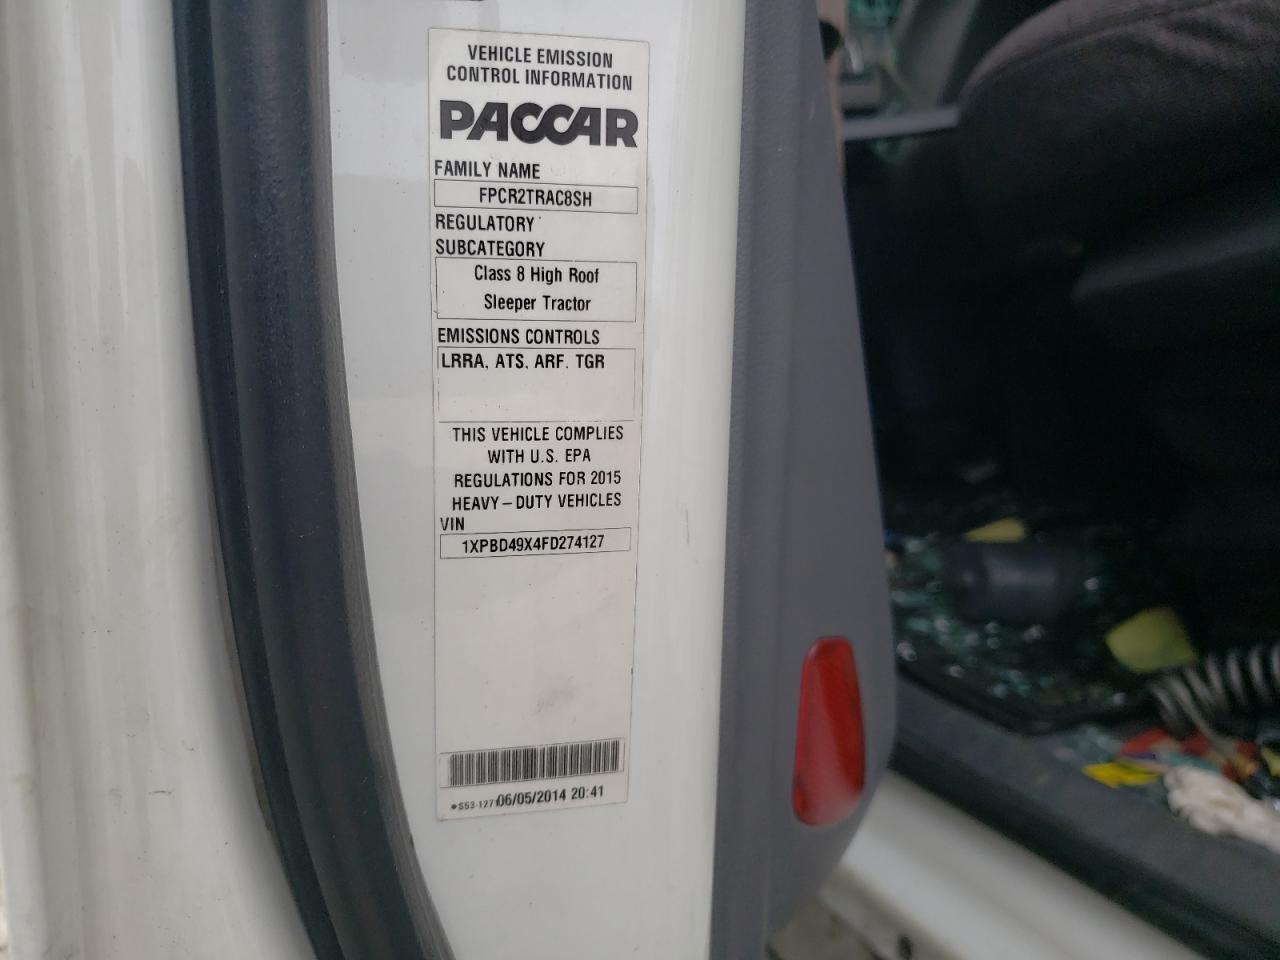 VEHICLE EMISSION
CONTROL INFORMATION
PACCAR
FAMILY NAME
FPCR2TRAC8SH
REGULATORY
SUBCATEGORY
Class 8 High Roof
Sleeper Tractor
EMISSIONS CONTROLS
LRRA, ATS, ARF. TGR
THIS VEHICLE COMPLIES
WITH U.S. EPA
REGULATIONS FOR 2015
HEAVY-DUTY VEHICLES
VIN
1XPBD49X4FD274127
06/05/2014 20:41